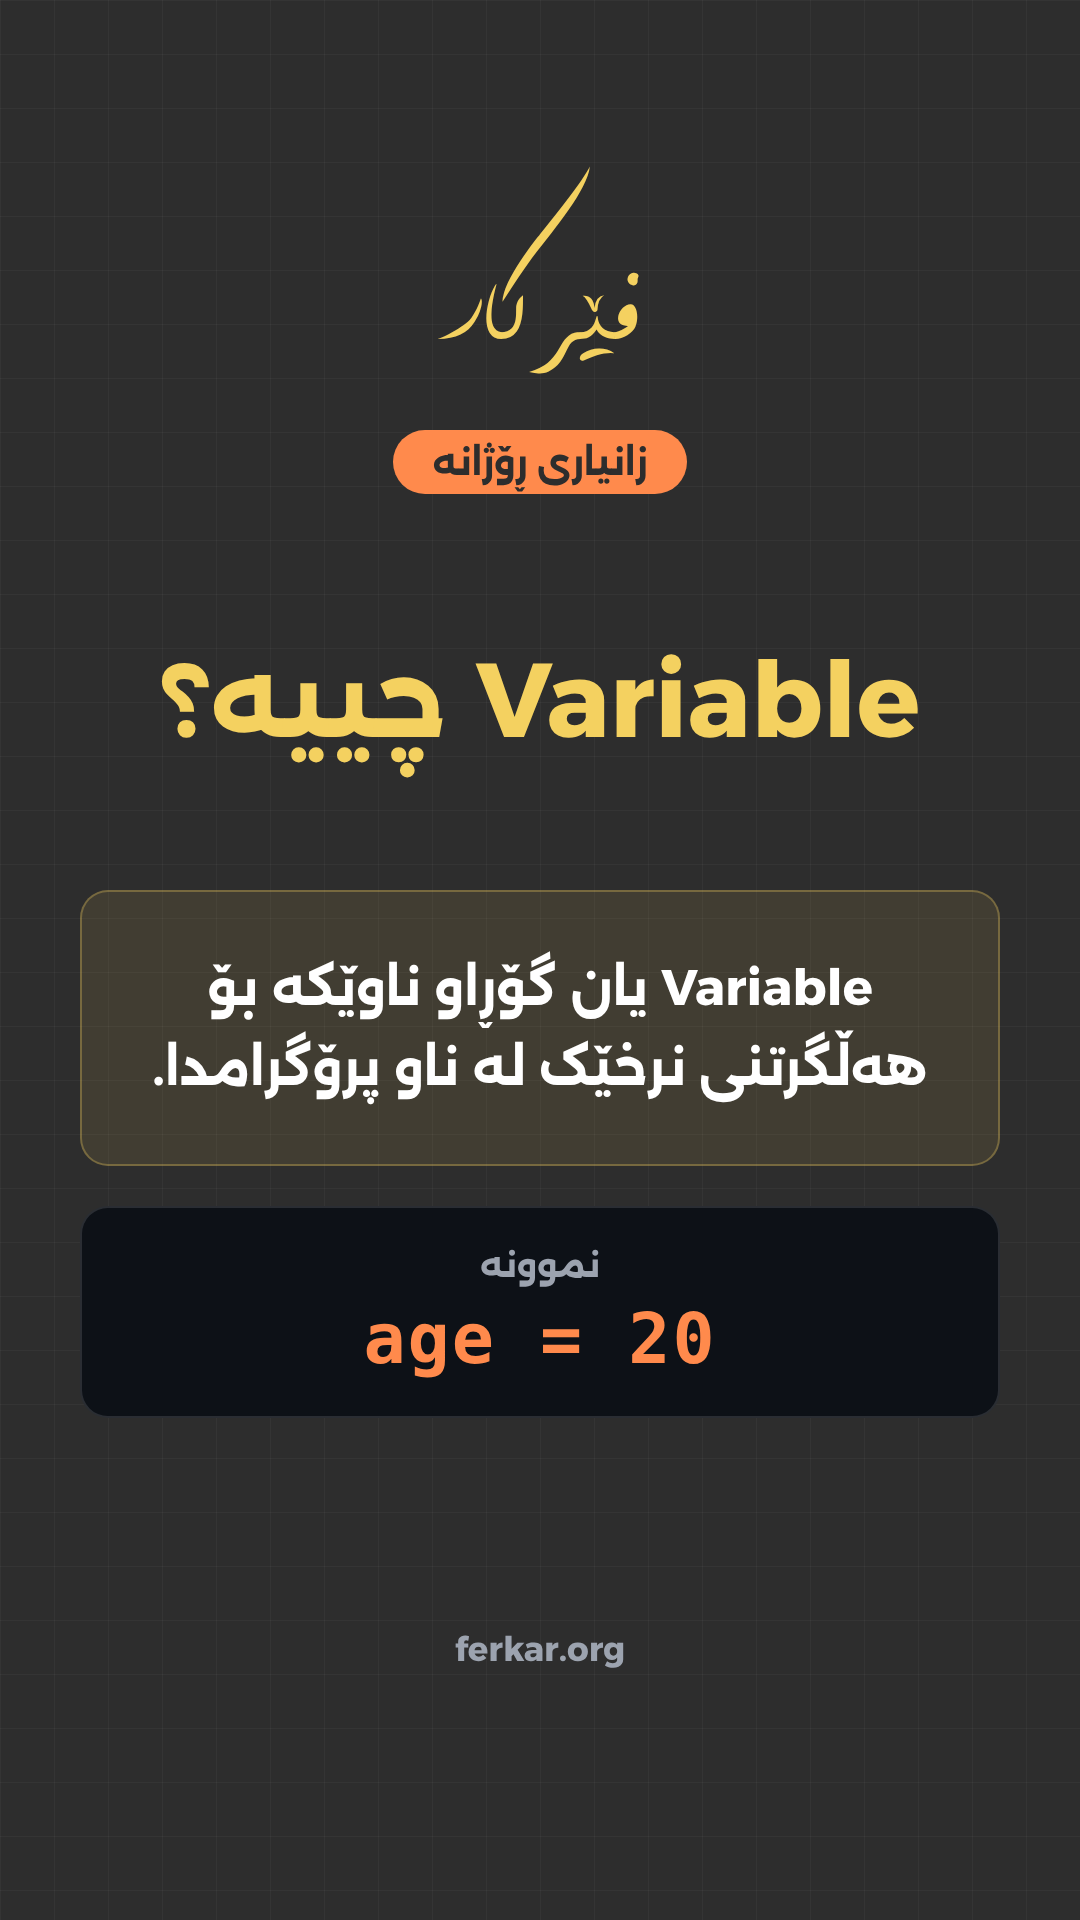 فێرکار
زانیاری ڕۆژانە
Variable چییە؟
Variable یان گۆڕاو ناوێکە بۆ
هەڵگرتنی نرخێک لە ناو پرۆگرامدا.
نموونە
age = 20
ferkar.org